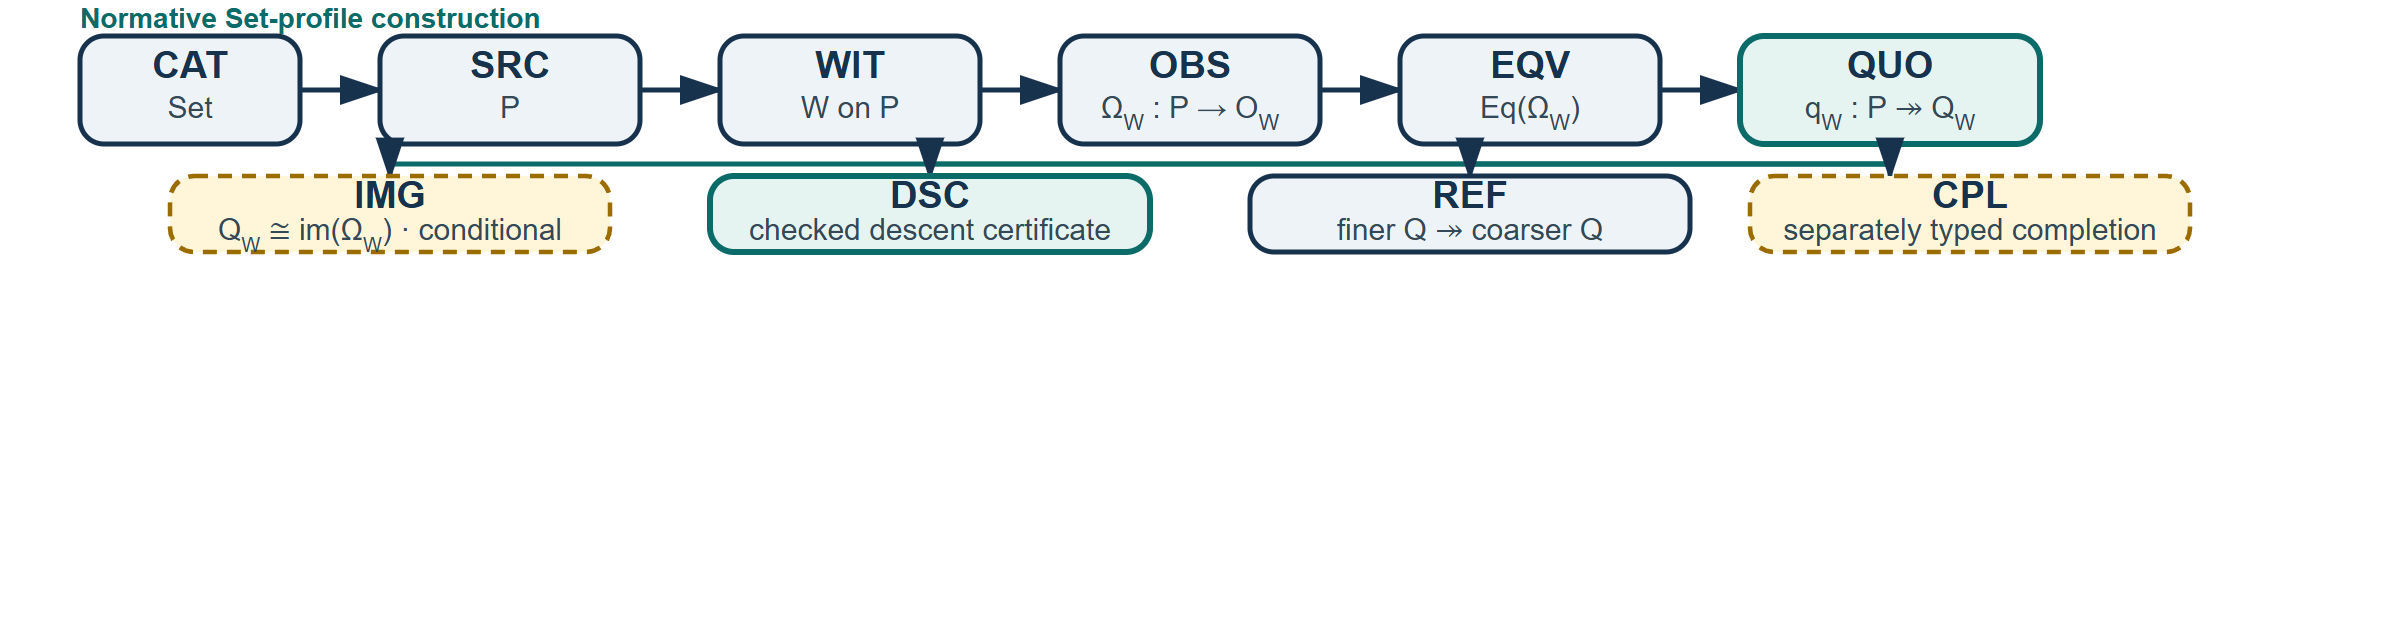 Normative Set-profile construction
CAT
Set
SRC
P
WIT
W on P
OBS
Ω_W : P → O_W
EQV
Eq(Ω_W)
QUO
q_W : P ↠ Q_W
IMG
Q_W ≅ im(Ω_W) · conditional
DSC
checked descent certificate
REF
finer Q ↠ coarser Q
CPL
separately typed completion